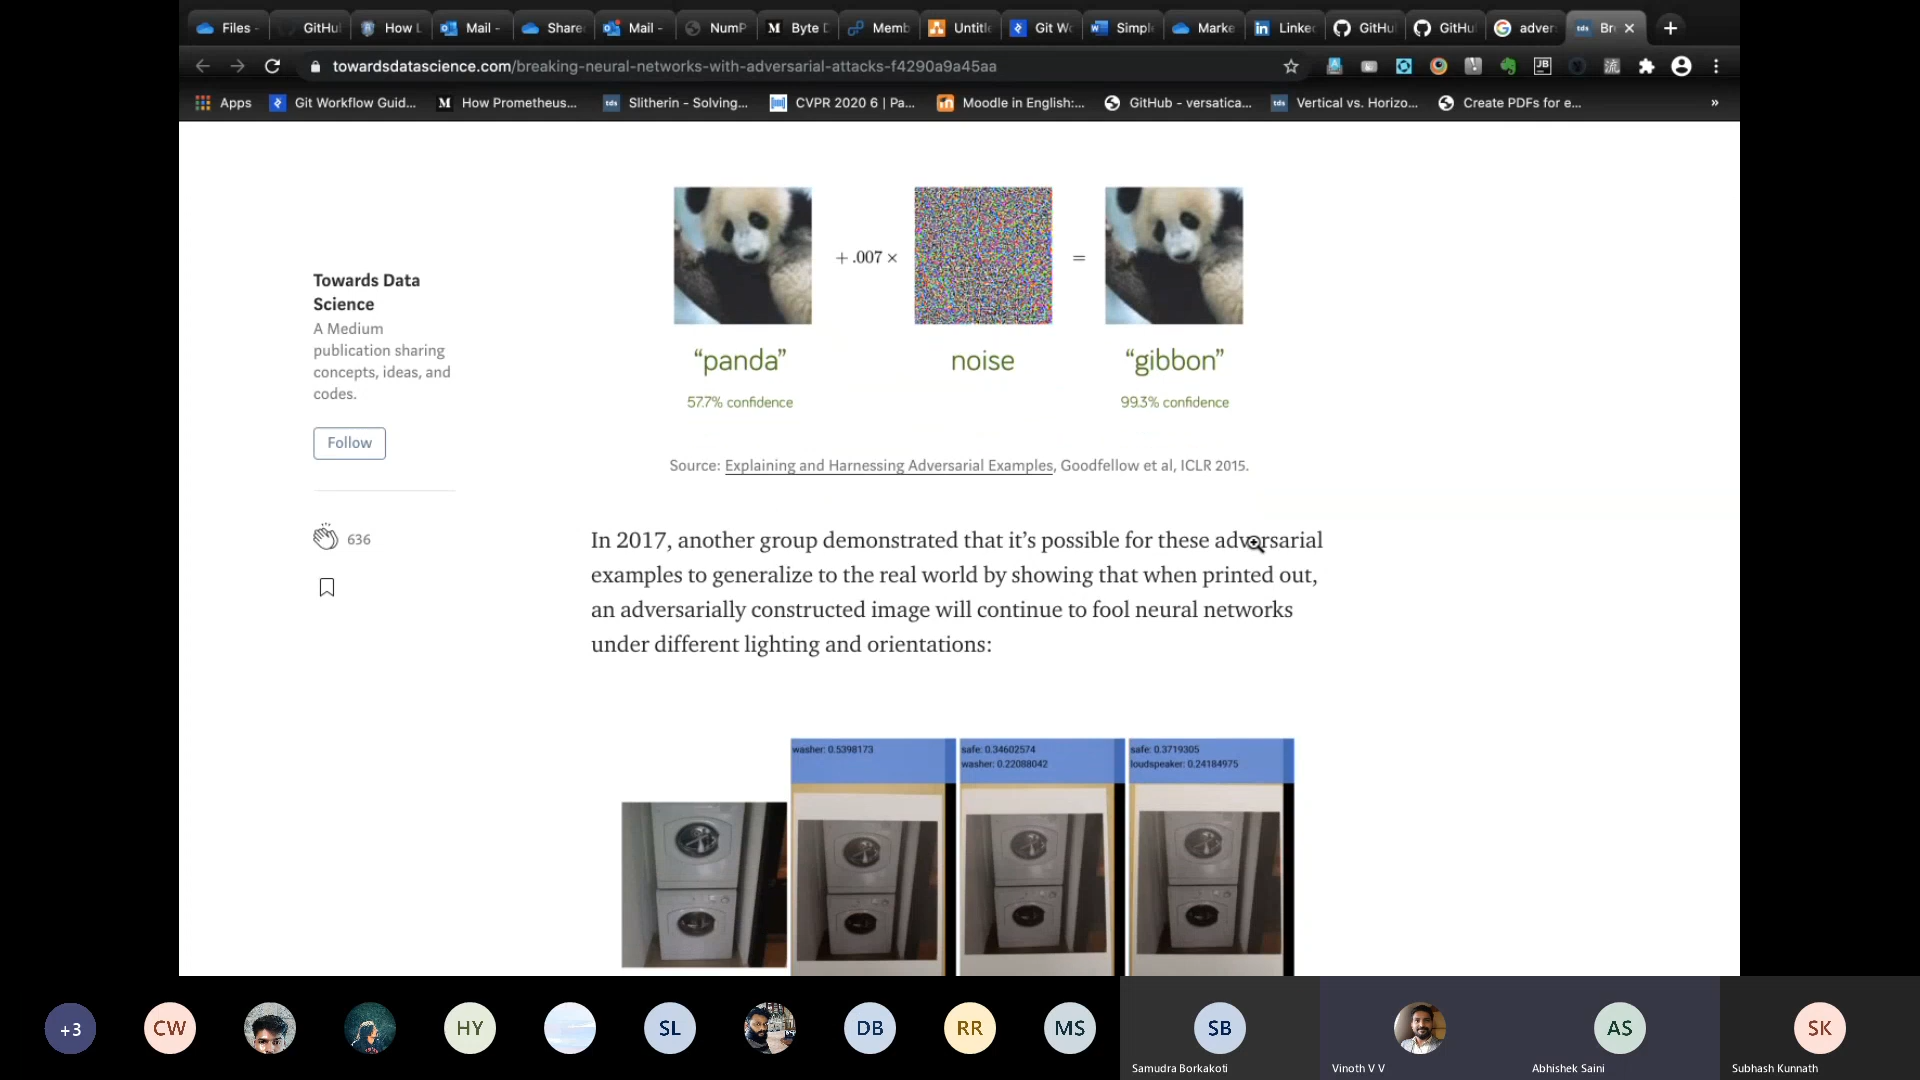 Files -
GitHu
How L
Mail -
Share
Mail -
NumP
Byte D
Memb
Untitle
Git Wo
Simpl
Marke
Linke
GitHu
GitHu
adver
Bre
towardsdatascience.com/breaking-neural-networks-with-adversarial-attacks-f4290a9a45aa
Apps
Git Workflow Guid...
How Prometheus...
Slitherin - Solving...
CVPR 2020 6 | Pa...
Moodle in English:...
GitHub - versatica...
Vertical vs. Horizo...
Create PDFs for e...
»
+ .007 ×
=
“panda”
noise
“gibbon”
57.7% confidence
99.3% confidence
Source: Explaining and Harnessing Adversarial Examples, Goodfellow et al, ICLR 2015.
Towards Data
Science
A Medium
publication sharing
concepts, ideas, and
codes.
Follow
636
In 2017, another group demonstrated that it’s possible for these adversarial
examples to generalize to the real world by showing that when printed out,
an adversarially constructed image will continue to fool neural networks
under different lighting and orientations:
washer: 0.5398173
safe: 0.34602574
washer: 0.22088042
safe: 0.3719305
loudspeaker: 0.24184975
+3
CW
HY
SL
DB
RR
MS
SB
AS
SK
Samudra Borkakoti
Vinoth V V
Abhishek Saini
Subhash Kunnath